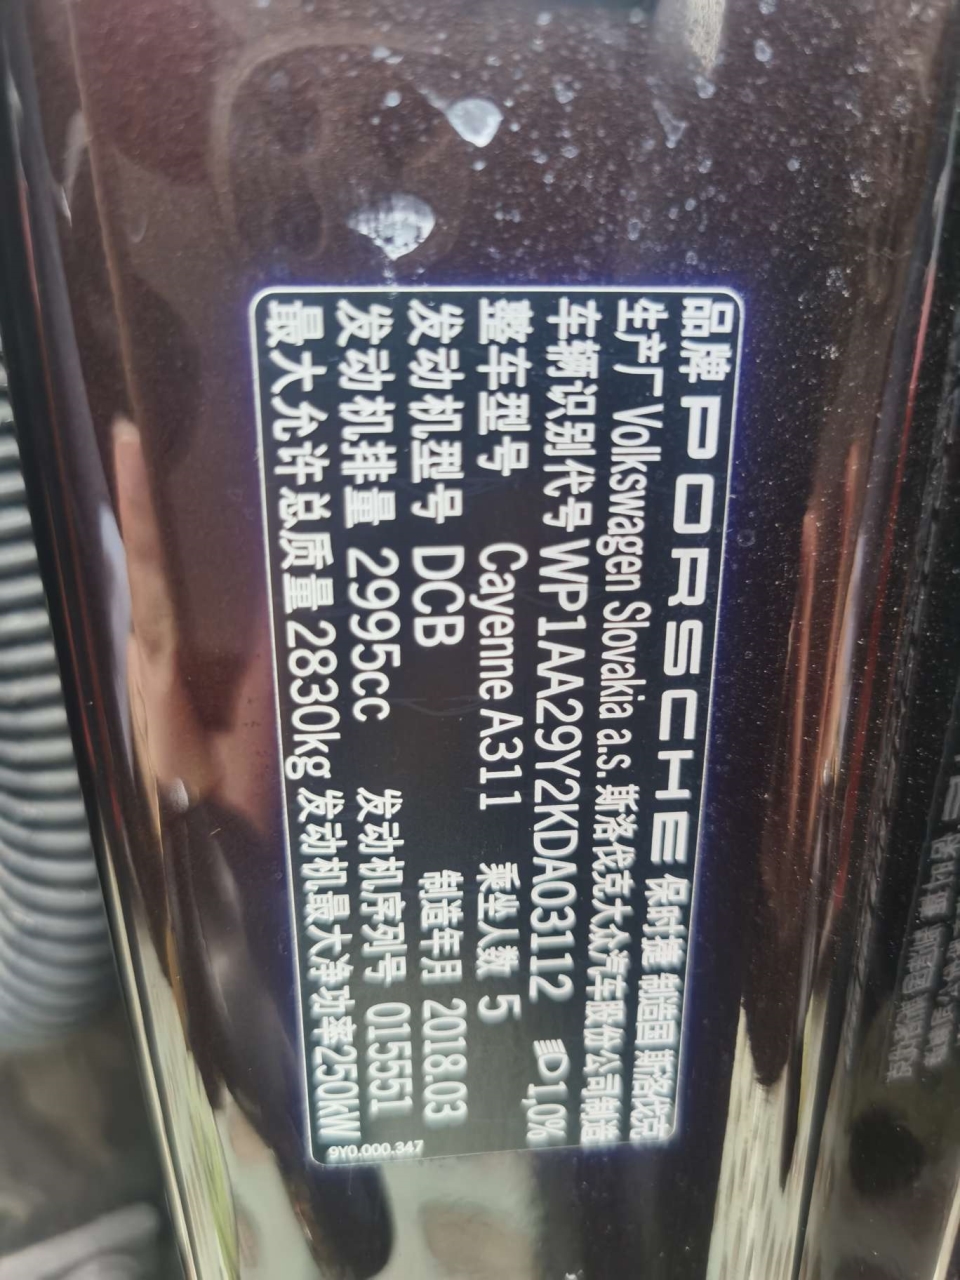 品牌 PORSCHE 保时捷 制造国 斯洛伐克
生产厂 Volkswagen Slovakia a.s. 斯洛伐克大众汽车股份公司制造
车辆识别代号 WP1AA29Y2KDA03112 1,0%
整车型号 Cayenne A311 乘坐人数 5
发动机型号 DCB 制造年月 2018.03
发动机排量 2995cc 发动机序列号 015551
最大允许总质量 2830kg 发动机最大净功率250kW
9Y0.000.347